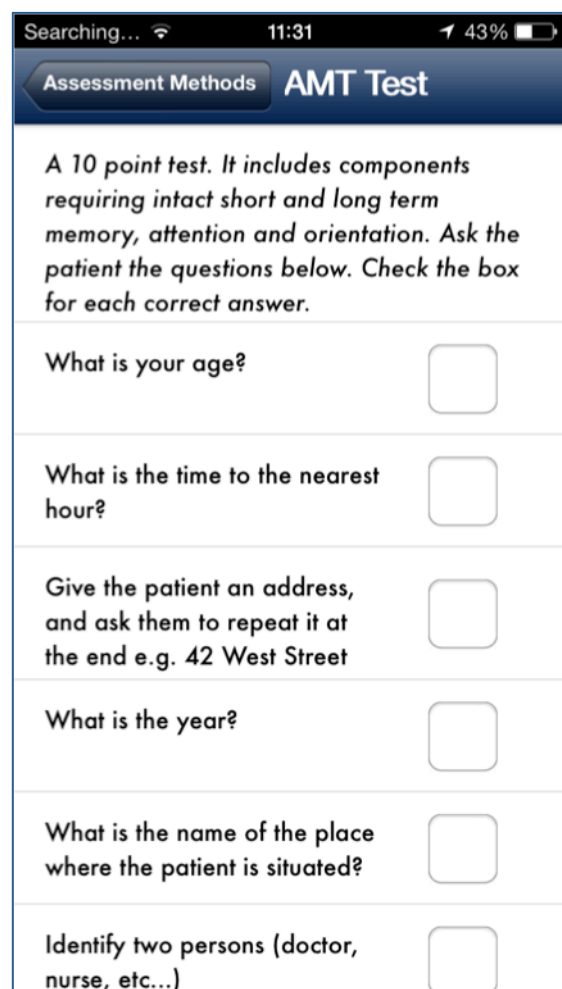 Searching... 11:31 43%
Assessment Methods AMT Test
A 10 point test. It includes components
requiring intact short and long term
memory, attention and orientation. Ask the
patient the questions below. Check the box
for each correct answer.
What is your age?
What is the time to the nearest
hour?
Give the patient an address,
and ask them to repeat it at
the end e.g. 42 West Street
What is the year?
What is the name of the place
where the patient is situated?
Identify two persons (doctor,
nurse, etc...)